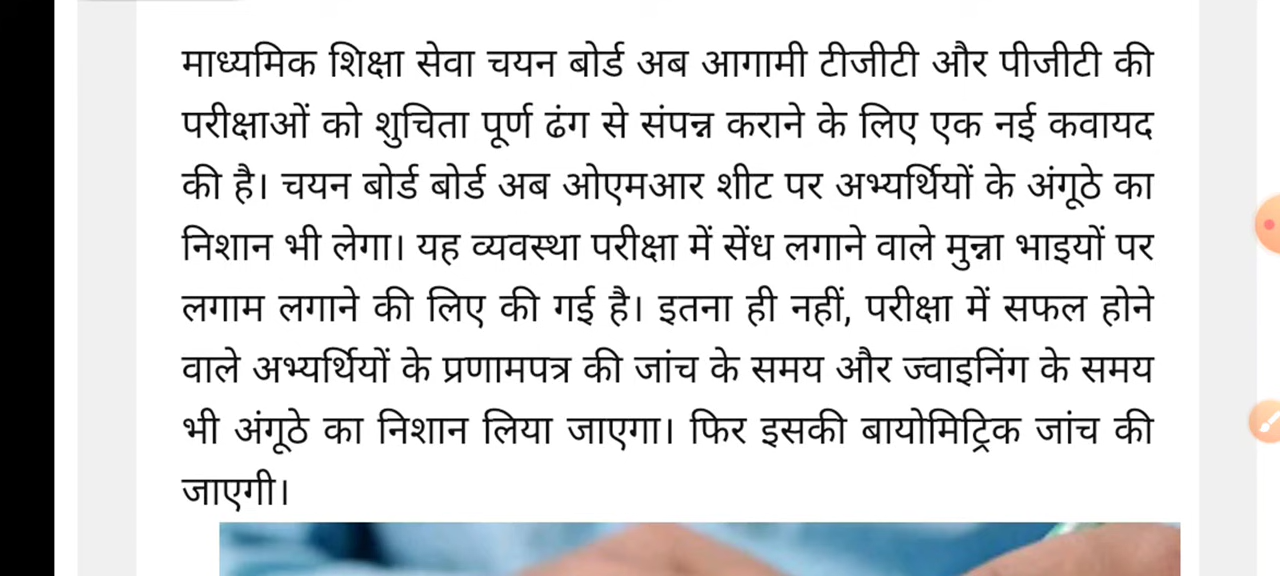 माध्यमिक शिक्षा सेवा चयन बोर्ड अब आगामी टीजीटी और पीजीटी की
परीक्षाओं को शुचिता पूर्ण ढंग से संपन्न कराने के लिए एक नई कवायद
की है। चयन बोर्ड बोर्ड अब ओएमआर शीट पर अभ्यर्थियों के अंगूठे का
निशान भी लेगा। यह व्यवस्था परीक्षा में सेंध लगाने वाले मुन्ना भाइयों पर
लगाम लगाने की लिए की गई है। इतना ही नहीं, परीक्षा में सफल होने
वाले अभ्यर्थियों के प्रणामपत्र की जांच के समय और ज्वाइनिंग के समय
भी अंगूठे का निशान लिया जाएगा। फिर इसकी बायोमिट्रिक जांच की
जाएगी।